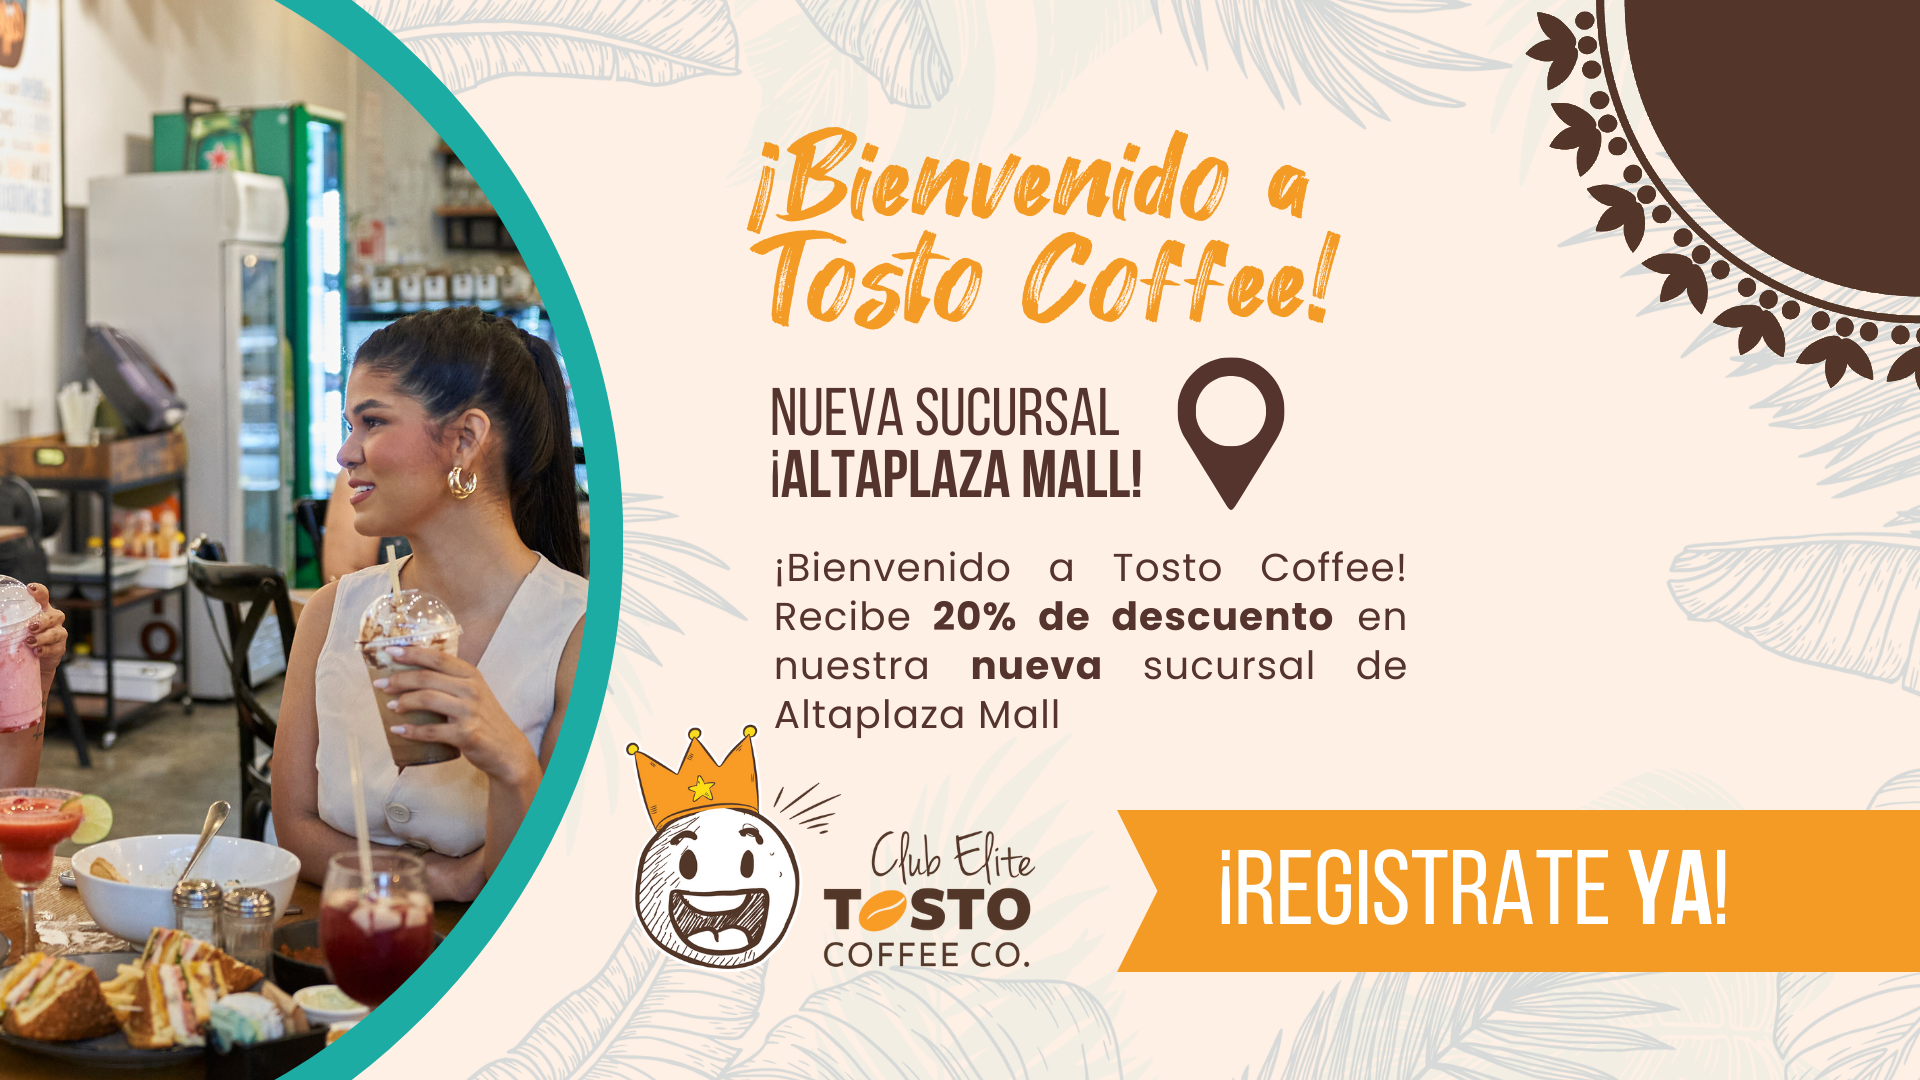 ¡Bienvenido a
Tosto Coffee!
NUEVA SUCURSAL
¡ALTAPLAZA MALL!
¡Bienvenido a Tosto Coffee!
Recibe 20% de descuento en
nuestra nueva sucursal de
Altaplaza Mall
Club Elite
TOSTO
COFFEE CO.
¡REGISTRATE YA!